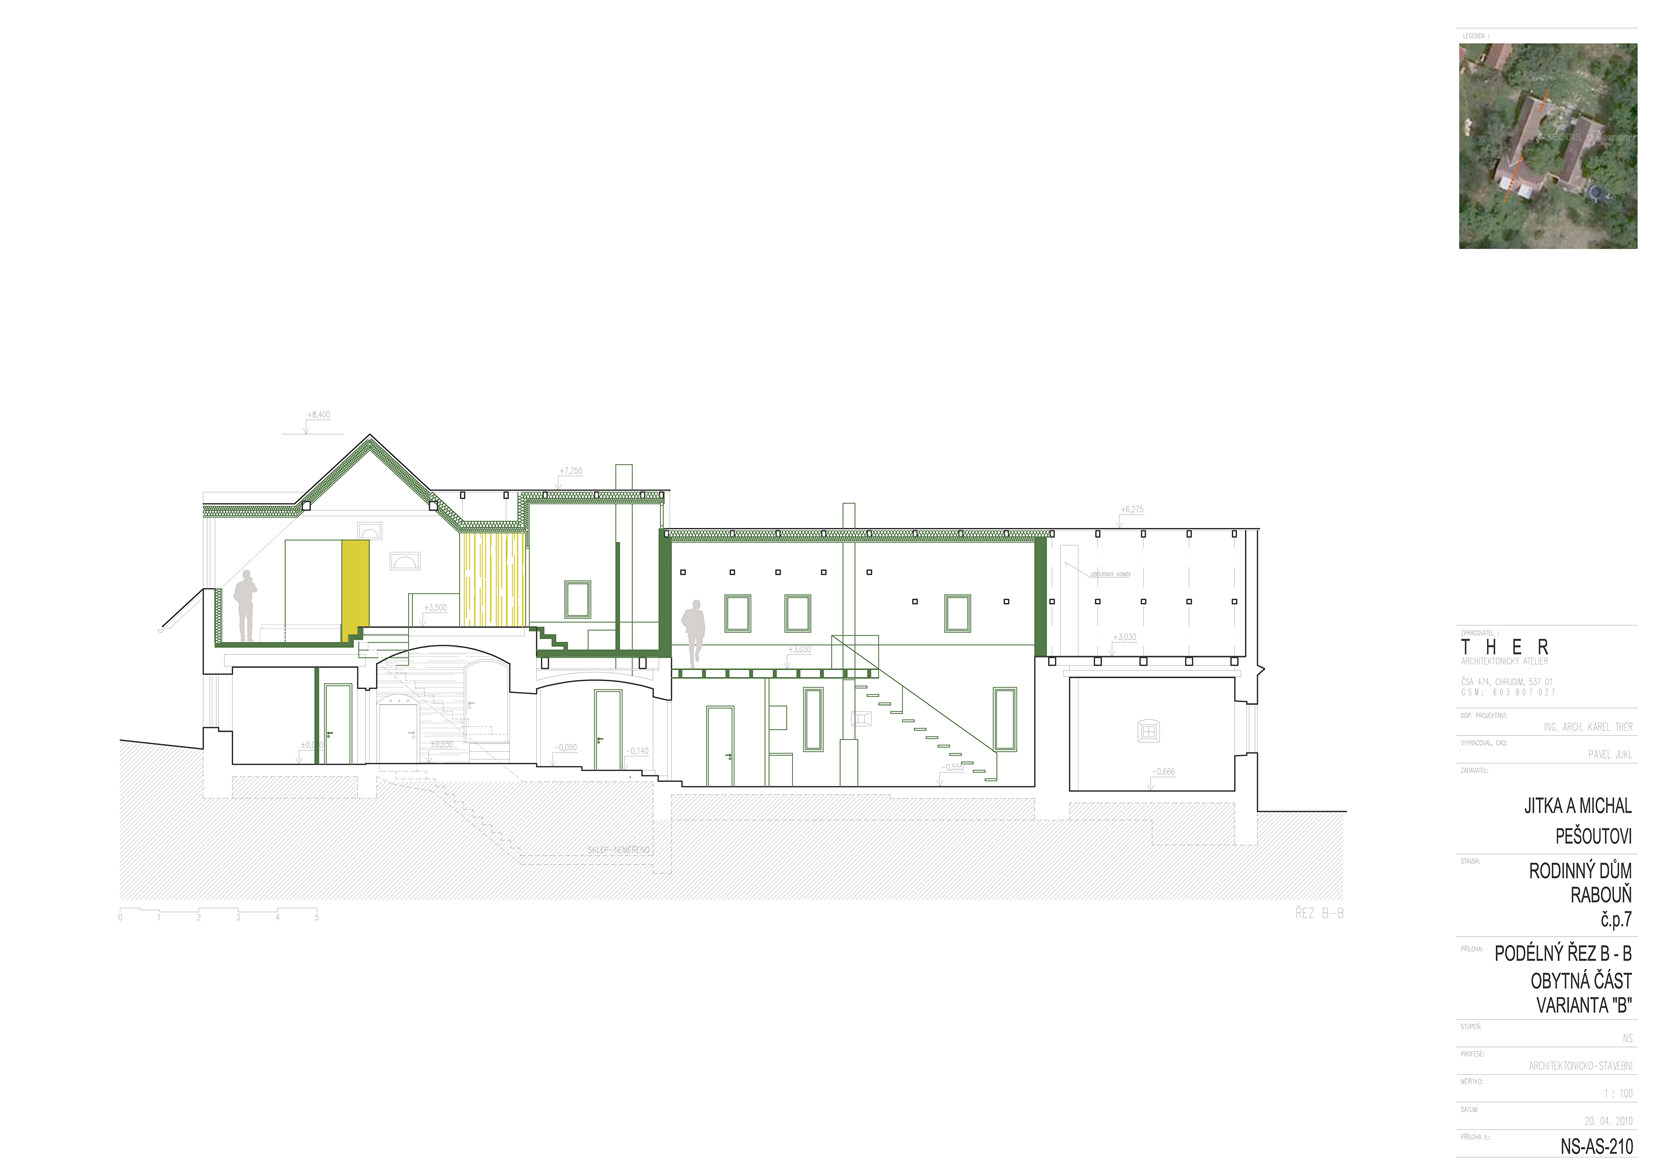 LEGENDA :
+8,400
+7,250
+6,275
UBOURANÝ KOMÍN
+3,500
+3,030
+3,030
±0,000
±0,030
-0,050
-0,140
-0,555
-0,666
SKLEP-NEMĚŘENO
0 1 2 3 4 5
ŘEZ B-B
ZPRACOVATEL :
THER
ARCHITEKTONICKÝ ATELIER
ČSA 474, CHRUDIM, 537 01
GSM: 603 807 027
ODP. PROJEKTANT:
ING. ARCH. KAREL THÉR
VYPRACOVAL, CAD:
PAVEL JUKL
ZADAVATEL:
JITKA A MICHAL
PEŠOUTOVI
STAVBA:
RODINNÝ DŮM
RABOUŇ
č.p.7
PŘÍLOHA:
PODÉLNÝ ŘEZ B - B
OBYTNÁ ČÁST
VARIANTA "B"
STUPEŇ:
NS
PROFESE:
ARCHITEKTONICKO-STAVEBNÍ
MĚŘÍTKO:
1 : 100
DATUM:
20. 04. 2010
PŘÍLOHA č.:
NS-AS-210